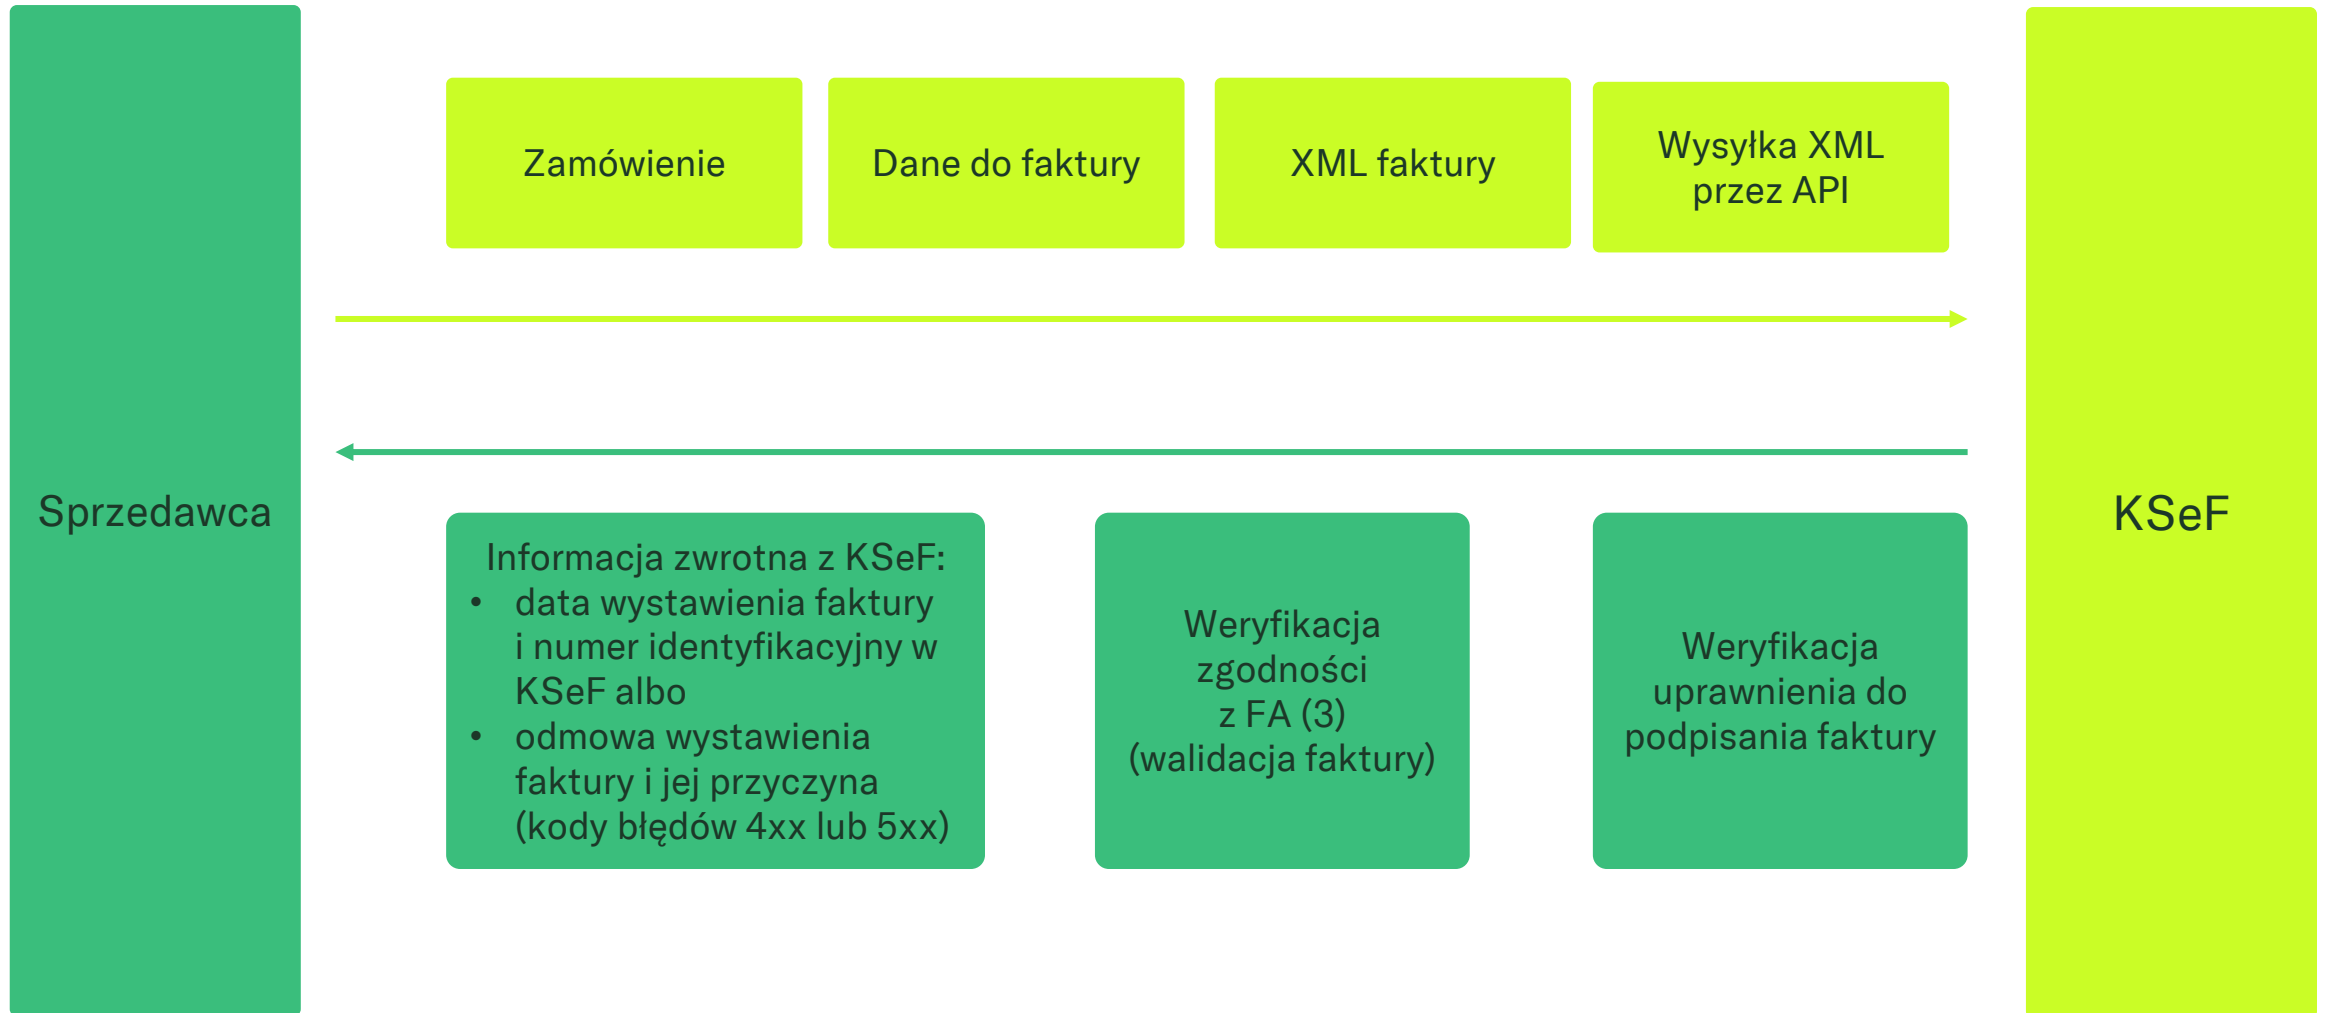 Zamówienie
Dane do faktury
XML faktury
Wysyłka XML
przez API
Sprzedawca
KSeF
Informacja zwrotna z KSeF:
• data wystawienia faktury
i numer identyfikacyjny w
KSeF albo
• odmowa wystawienia
faktury i jej przyczyna
(kody błędów 4xx lub 5xx)
Weryfikacja
zgodności
z FA (3)
(walidacja faktury)
Weryfikacja
uprawnienia do
podpisania faktury